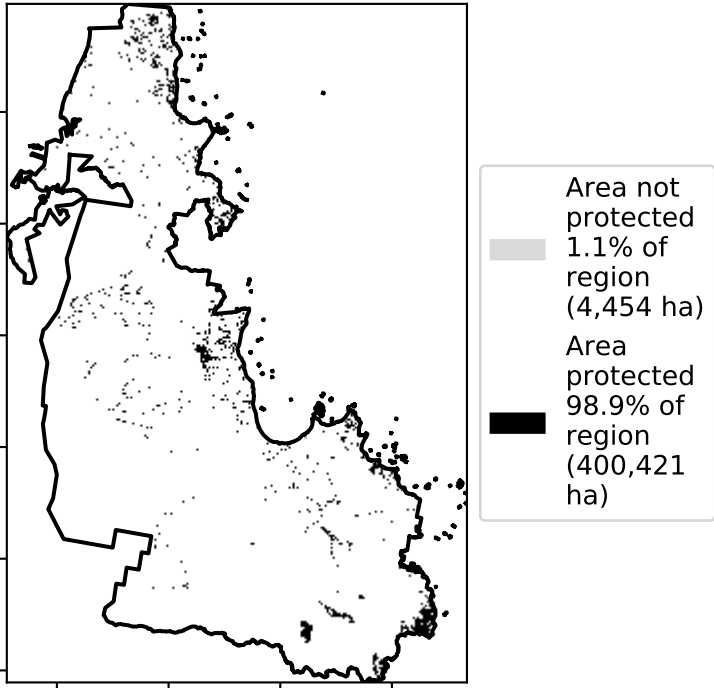 Area not
protected
1.1% of
region
(4,454 ha)
Area
protected
98.9% of
region
(400,421
ha)